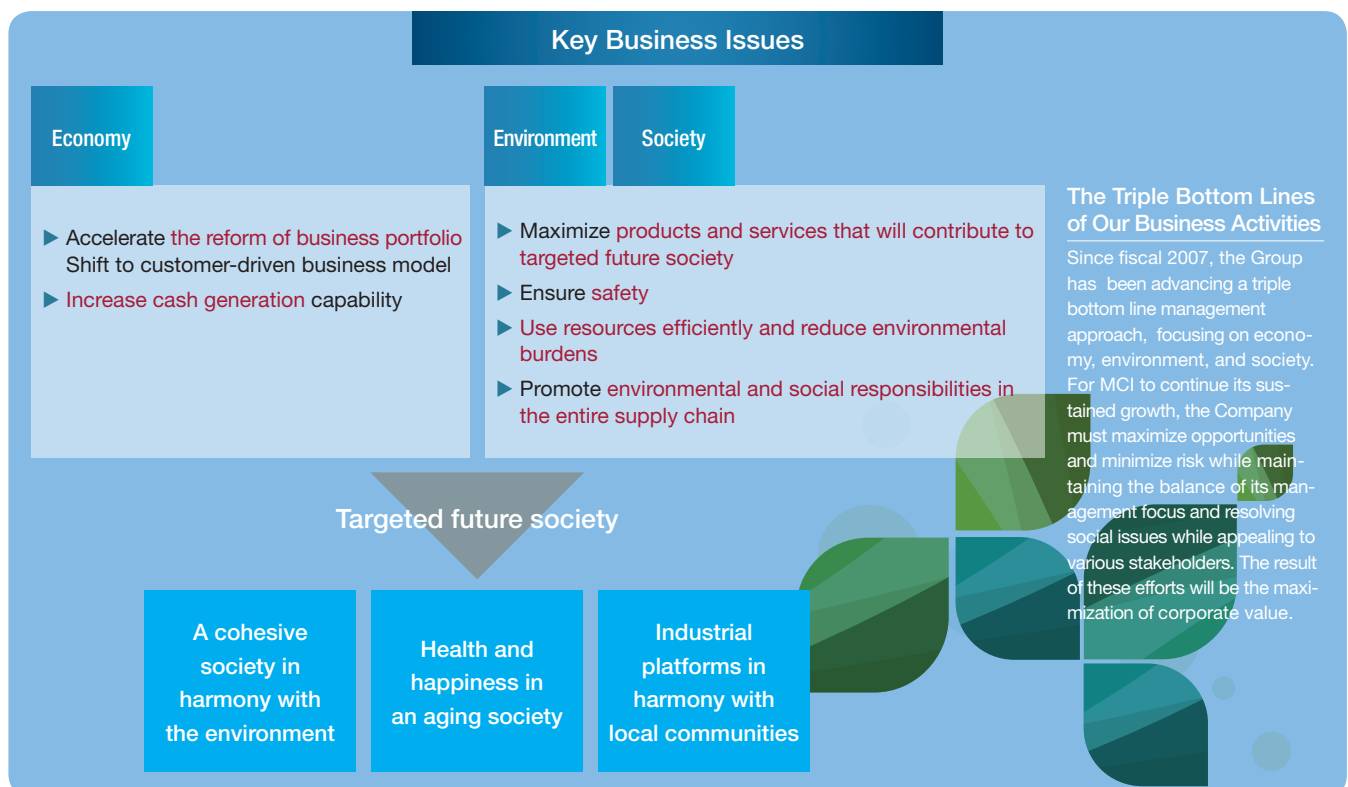 Key Business Issues
Economy
▶ Accelerate the reform of business portfolio
Shift to customer-driven business model
▶ Increase cash generation capability
Environment
Society
▶ Maximize products and services that will contribute to
targeted future society
▶ Ensure safety
▶ Use resources efficiently and reduce environmental
burdens
▶ Promote environmental and social responsibilities in
the entire supply chain
Targeted future society
A cohesive
society in
harmony with
the environment
Health and
happiness in
an aging society
Industrial
platforms in
harmony with
local communities
The Triple Bottom Lines
of Our Business Activities
Since fiscal 2007, the Group
has been advancing a triple
bottom line management
approach, focusing on econo-
my, environment, and society.
For MCI to continue its sus-
tained growth, the Company
must maximize opportunities
and minimize risk while main-
taining the balance of its man-
agement focus and resolving
social issues while appealing to
various stakeholders. The result
of these efforts will be the maxi-
mization of corporate value.